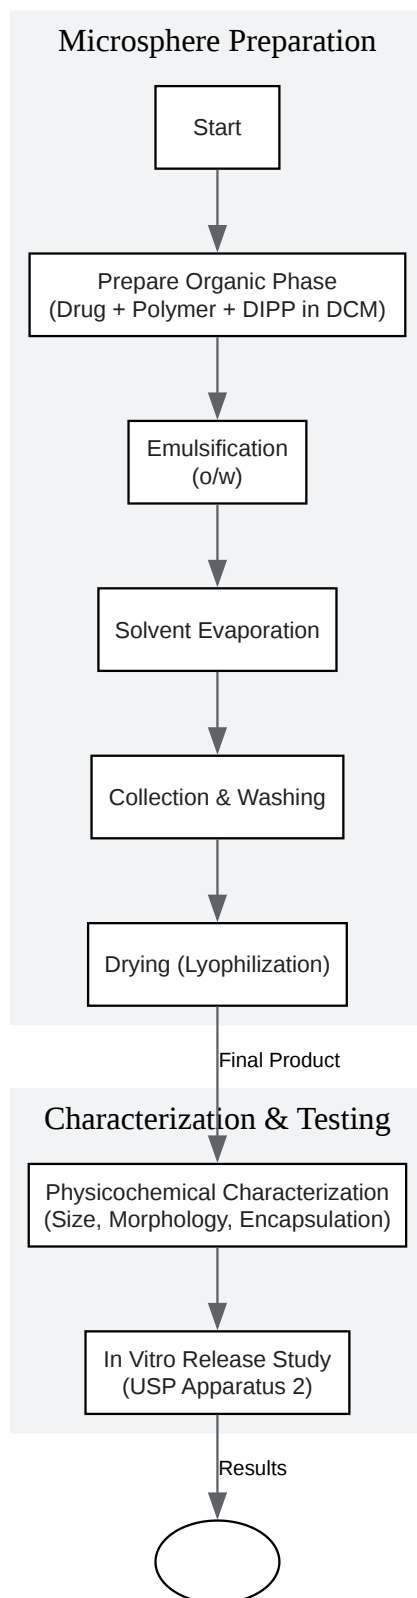 Microsphere Preparation
Start
Prepare Organic Phase
(Drug + Polymer + DIPP in DCM)
Emulsification
(o/w)
Solvent Evaporation
Collection & Washing
Drying (Lyophilization)
Final Product
Characterization & Testing
Physicochemical Characterization
(Size, Morphology, Encapsulation)
In Vitro Release Study
(USP Apparatus 2)
Results